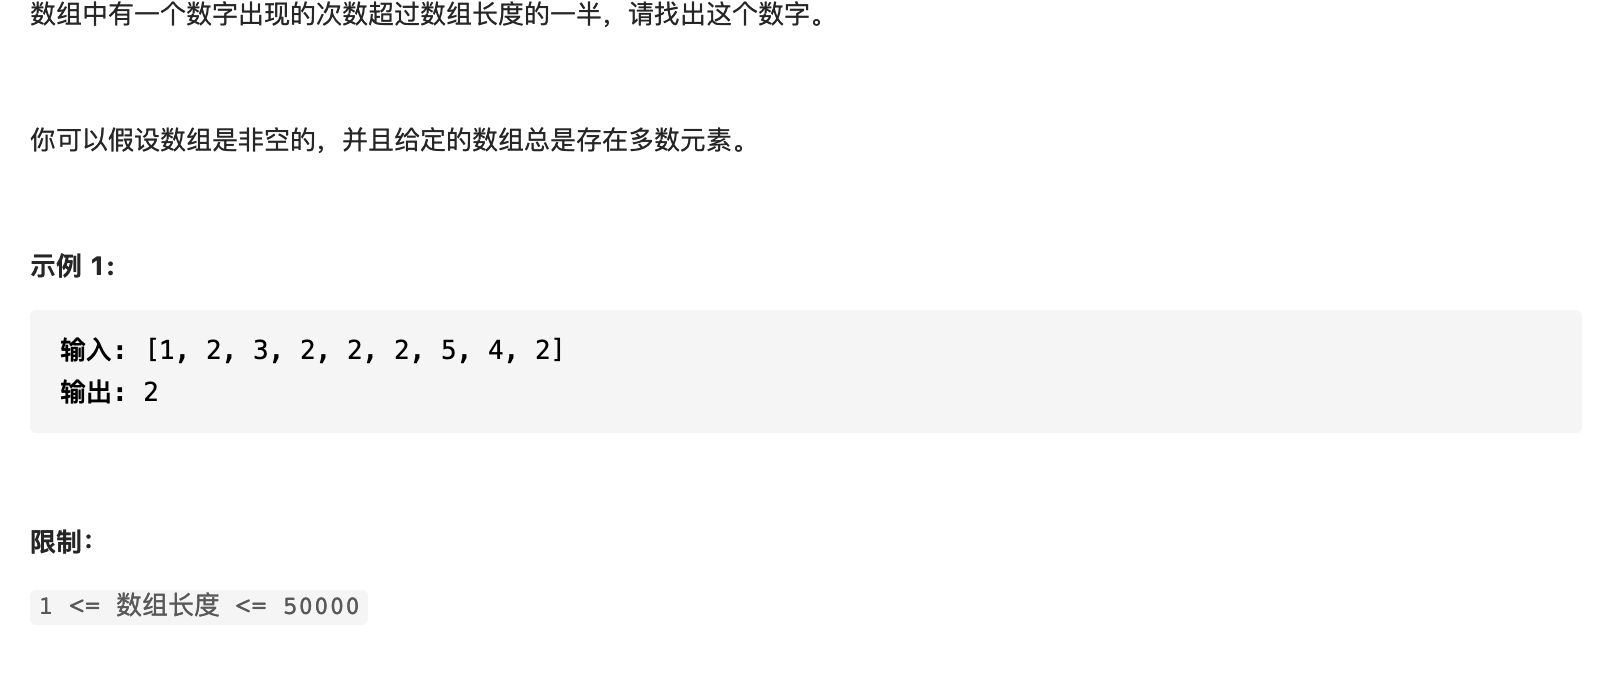 数组中有一个数字出现的次数超过数组长度的一半，请找出这个数字。
你可以假设数组是非空的，并且给定的数组总是存在多数元素。
示例 1:
输入: [1, 2, 3, 2, 2, 2, 5, 4, 2]
输出: 2
限制：
1 <= 数组长度 <= 50000